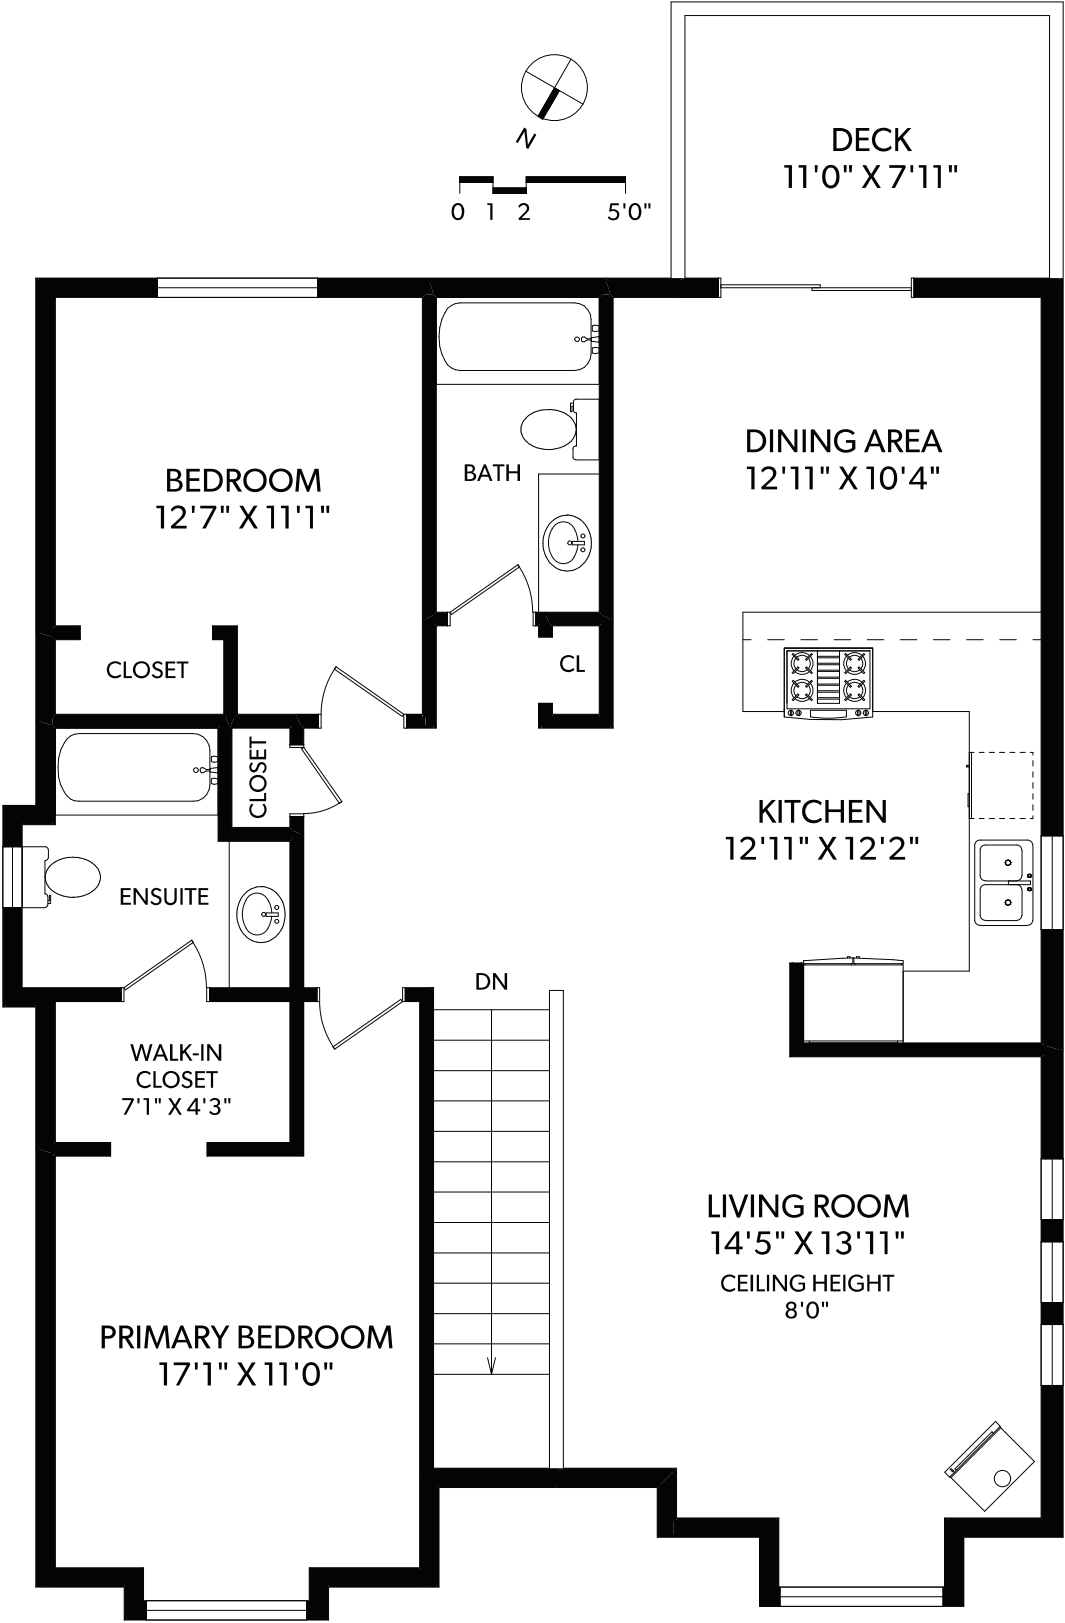 N
0 1 2 5'0"
DECK
11'0" X 7'11"
DINING AREA
12'11" X 10'4"
BEDROOM
12'7" X 11'1"
BATH
CLOSET
CL
CLOSET
KITCHEN
12'11" X 12'2"
ENSUITE
DN
WALK-IN
CLOSET
7'1" X 4'3"
LIVING ROOM
14'5" X 13'11"
CEILING HEIGHT
8'0"
PRIMARY BEDROOM
17'1" X 11'0"